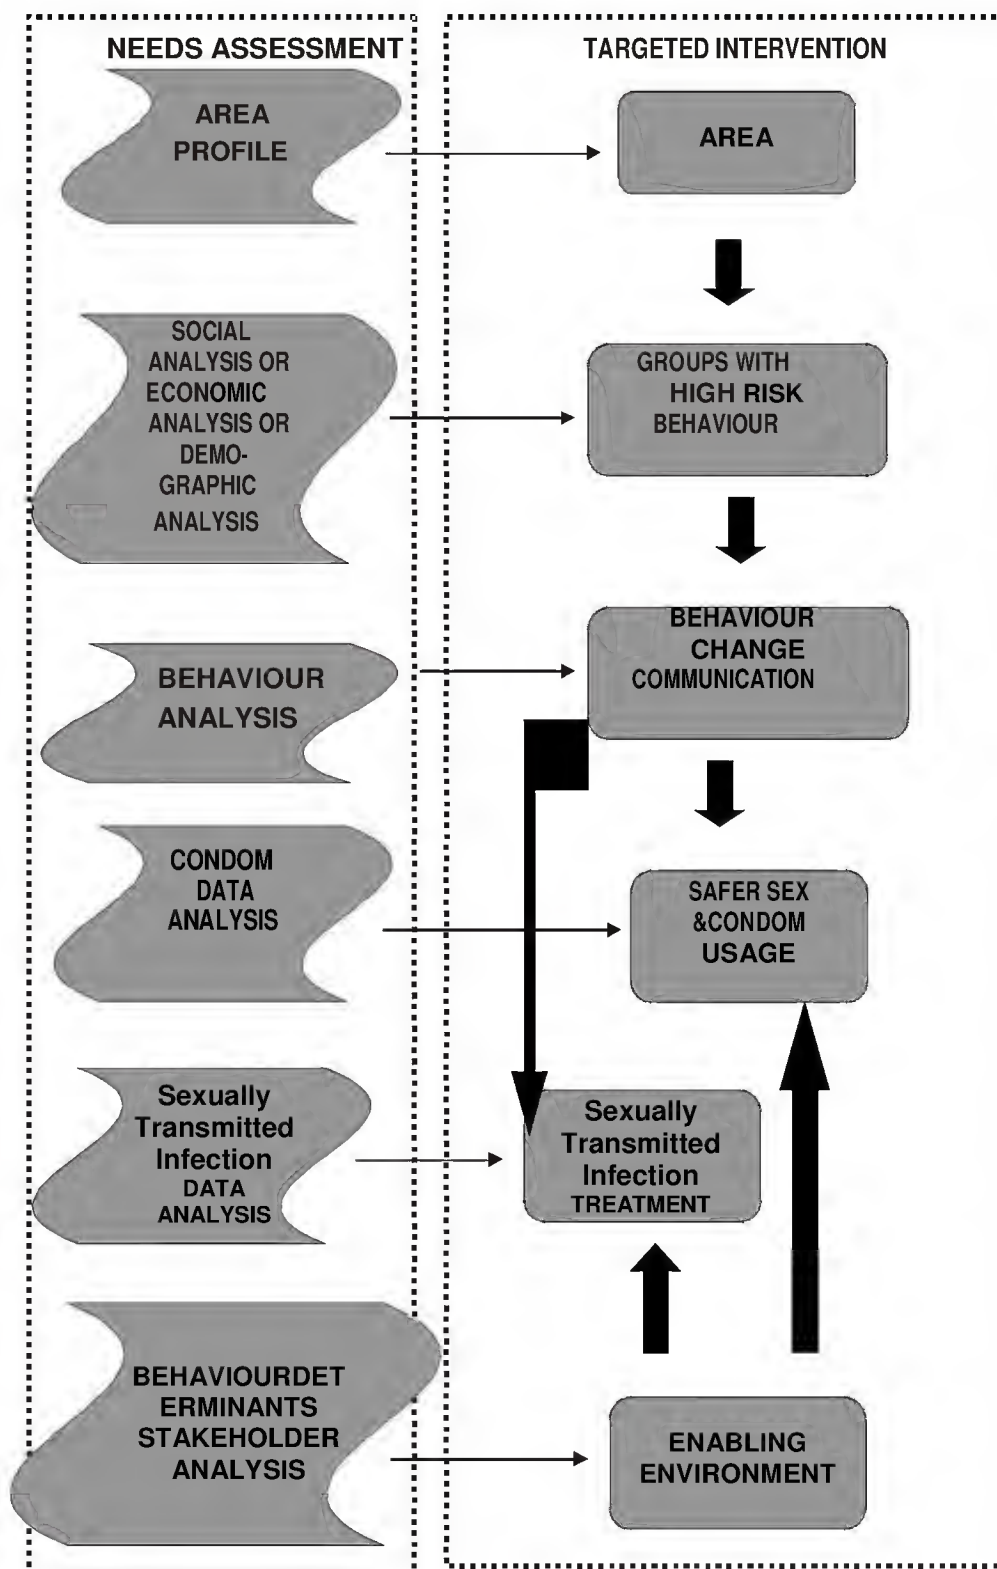 NEEDS ASSESSMENT
TARGETED INTERVENTION
AREA
PROFILE
AREA
SOCIAL
ANALYSIS OR
ECONOMIC
ANALYSIS OR
DEMO-
GRAPHIC
ANALYSIS
GROUPS WITH
HIGH RISK
BEHAVIOUR
BEHAVIOUR
ANALYSIS
BEHAVIOUR
CHANGE
COMMUNICATION
CONDOM
DATA
ANALYSIS
SAFER SEX
&CONDOM
USAGE
Sexually
Transmitted
Infection
DATA
ANALYSIS
Sexually
Transmitted
Infection
TREATMENT
BEHAVIOURDET
ERMINANTS
STAKEHOLDER
ANALYSIS
ENABLING
ENVIRONMENT